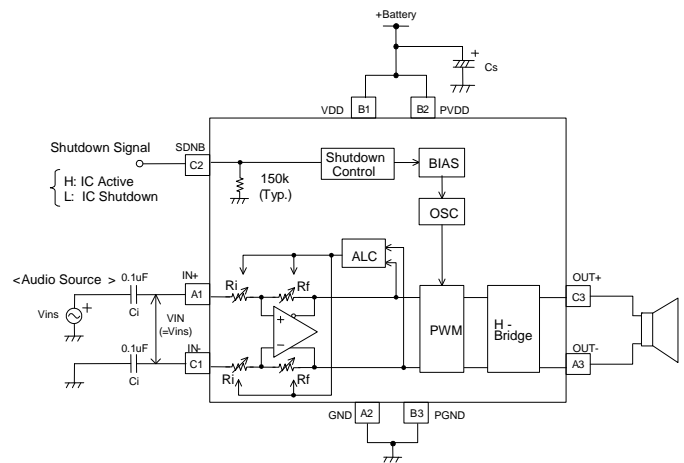 +Battery
+
Cs
VDD
B1
B2
PVDD
Shutdown Signal
SDNB
C2
H: IC Active
L: IC Shutdown
150k
(Typ.)
Shutdown
Control
BIAS
OSC
ALC
<Audio Source >
0.1uF
IN+
Ri
Rf
OUT+
Vins
+
Ci
A1
VIN
(=Vins)
+
−
PWM
H -
Bridge
C3
0.1uF
IN-
Ci
C1
Ri
Rf
OUT-
A3
GND
A2
B3
PGND